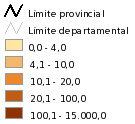 Límite provincial
Límite departamental
0,0 - 4,0
4,1 - 10,0
10,1 - 20,0
20,1 - 100,0
100,1 - 15.000,0